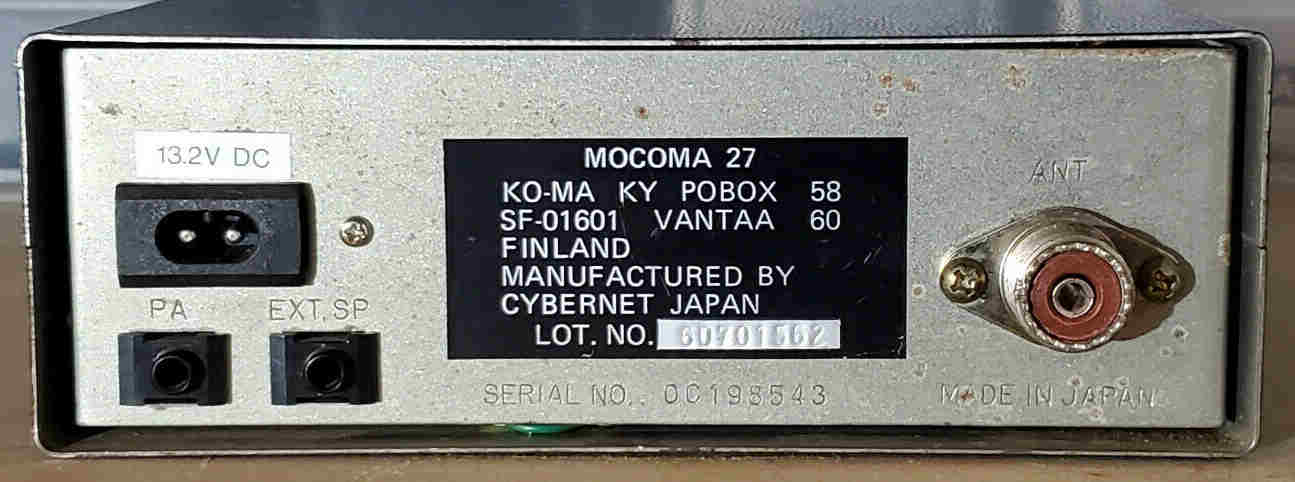 13.2V DC
PA
EXT. SP
MOCOMA 27
KO-MA KY POBOX 58
SF-01601 VANTAA 60
FINLAND
MANUFACTURED BY
CYBERNET JAPAN
LOT. NO.
SERIAL NO.. 0C198543
ANT
MADE IN JAPAN